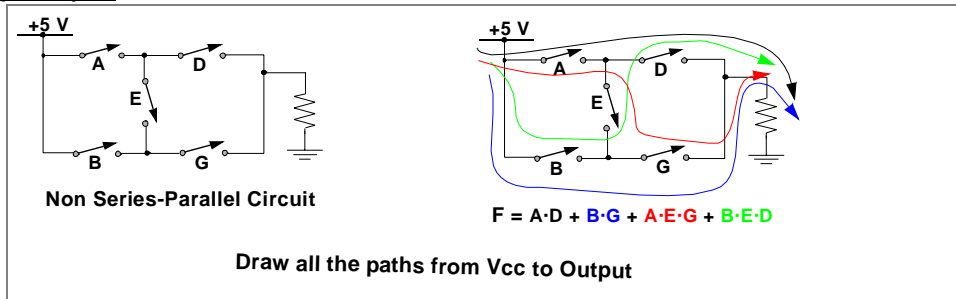 +5 V
A
D
E
B
G
Non Series-Parallel Circuit
+5 V
A
D
E
B
G
F = A·D + B·G + A·E·G + B·E·D
Draw all the paths from Vcc to Output